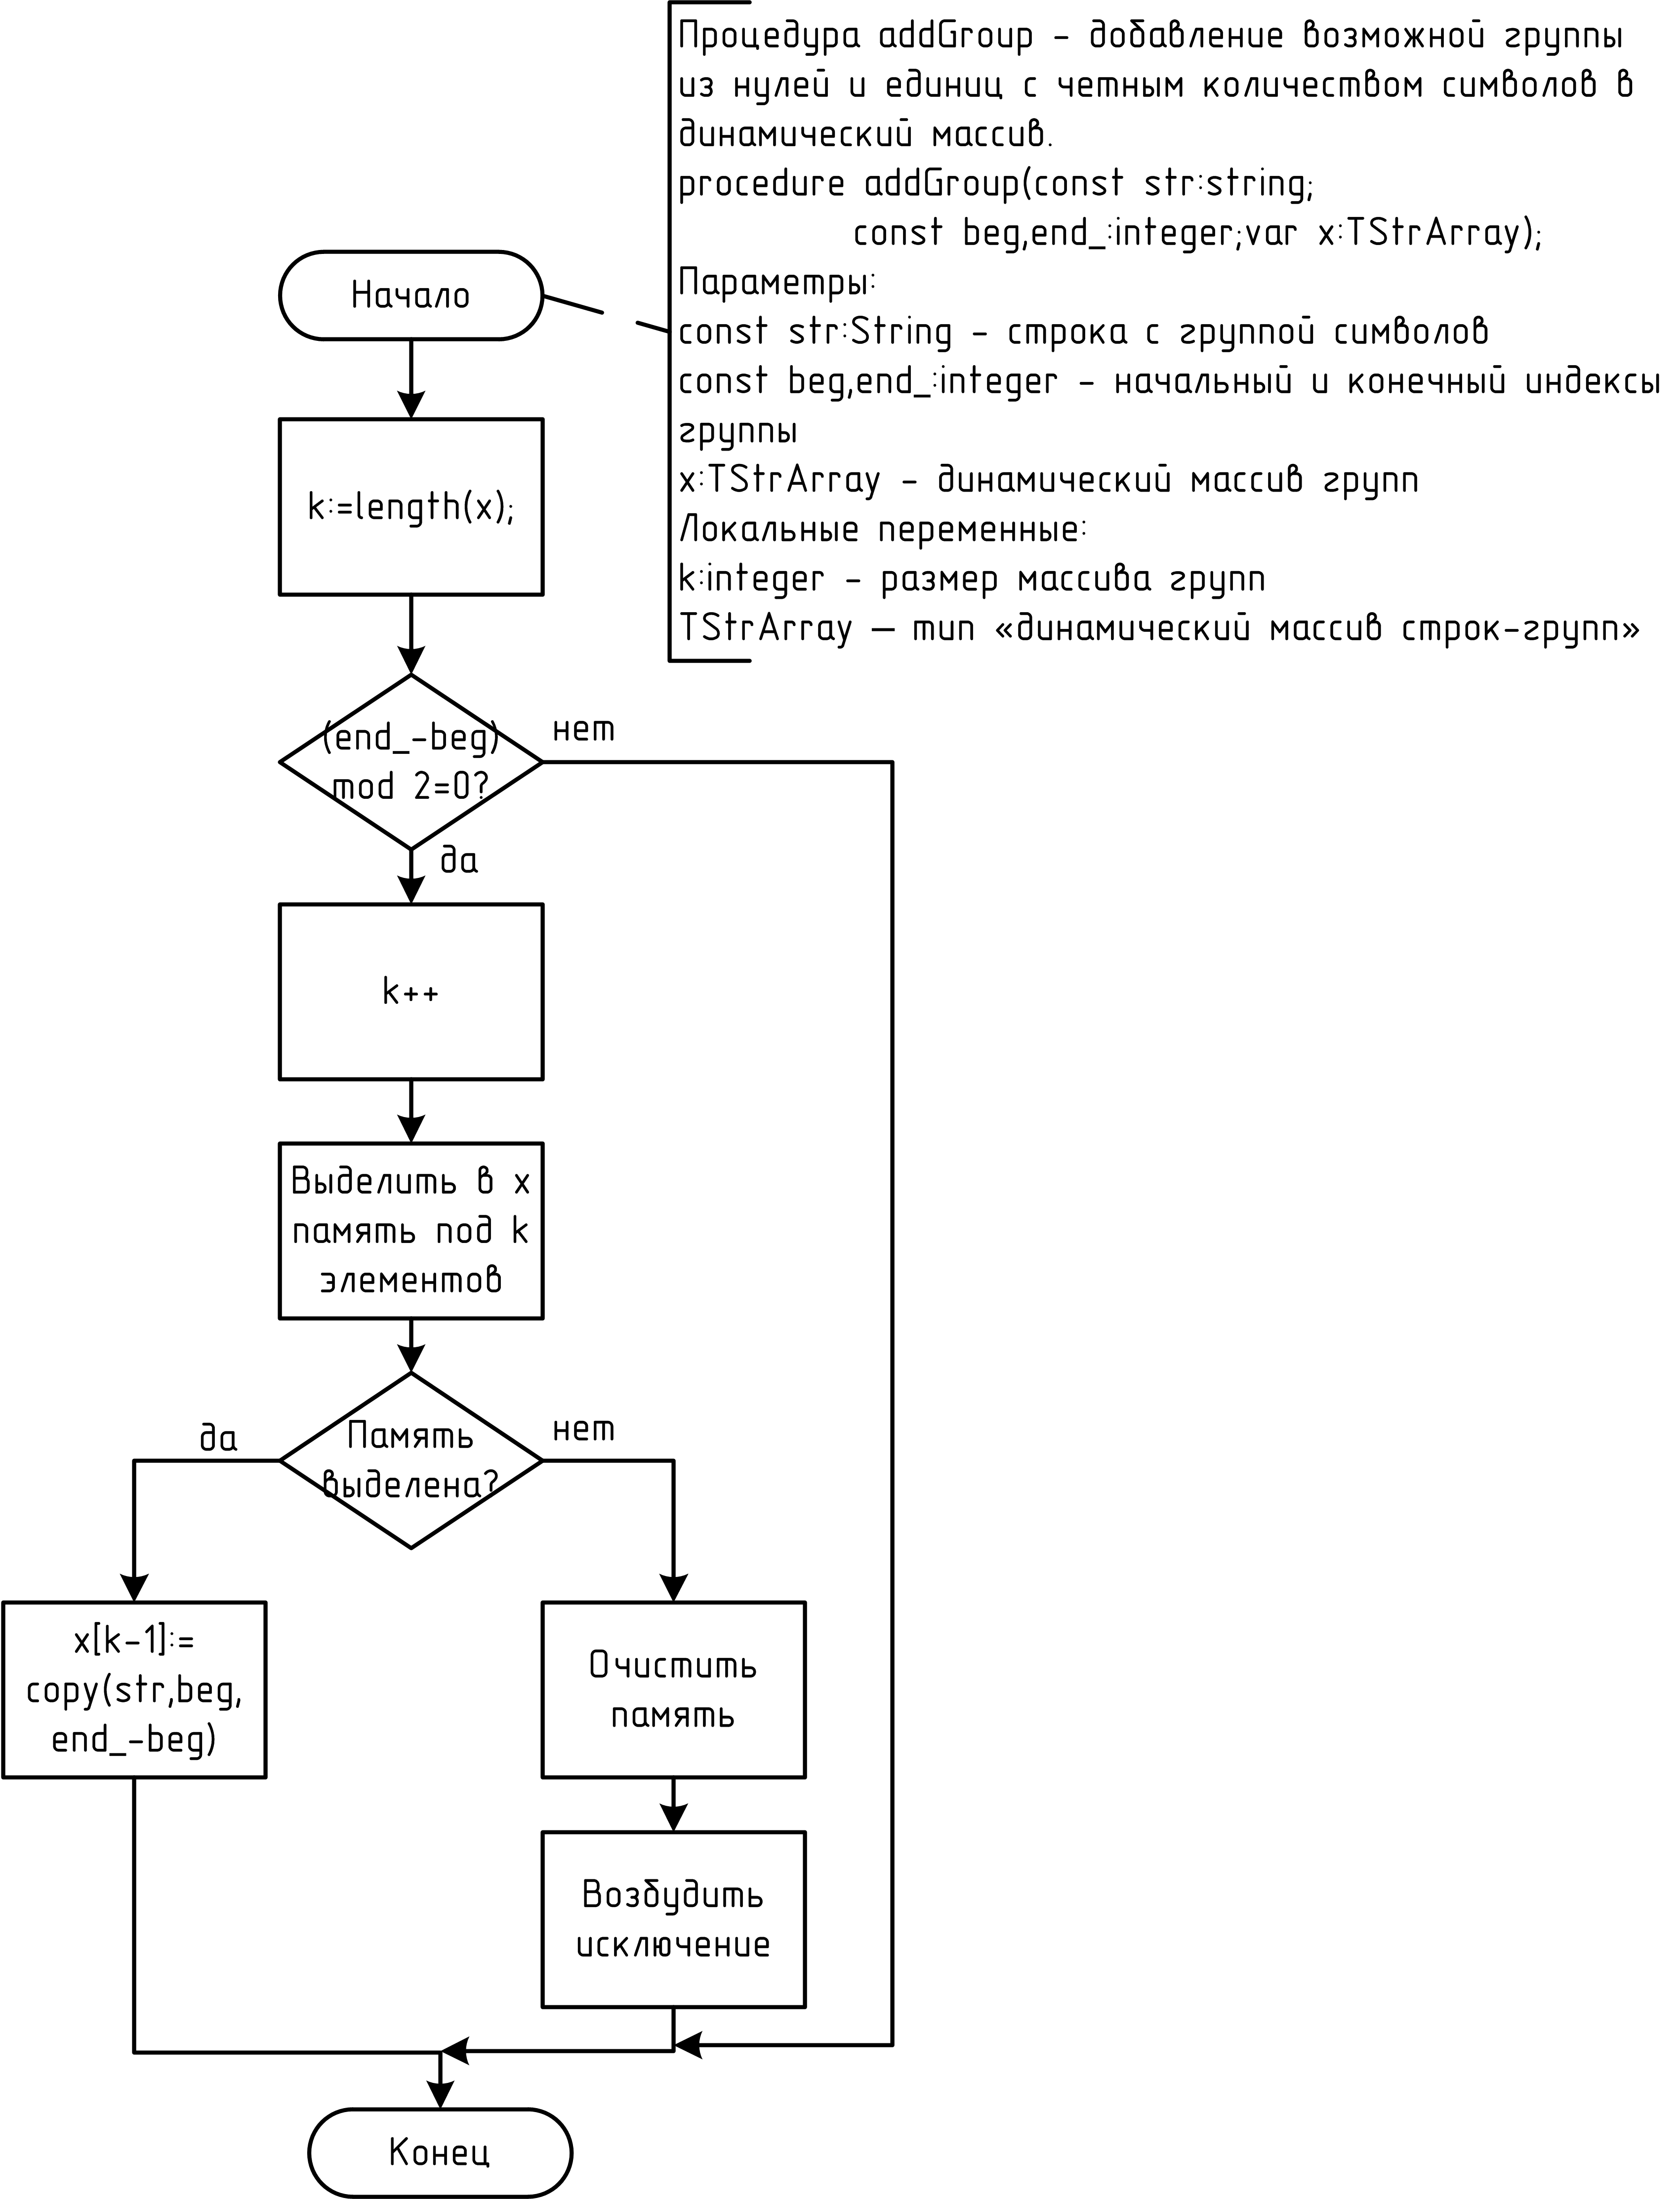 Процедура addGroup - добавление возможной группы
из нулей и единиц с четным количеством символов в
динамический массив.
procedure addGroup(const str:string;
const beg,end_:integer;var x:TStrArray);
Параметры:
const str:String - строка с группой символов
const beg,end_:integer - начальный и конечный индексы
группы
x:TStrArray - динамический массив групп
Локальные переменные:
k:integer - размер массива групп
TStrArray — тип «динамический массив строк-групп»
Начало
k:=length(x);
(end_-beg)
mod 2=0?
нет
да
k++
Выделить в x
память под k
элементов
Память
выделена?
да
нет
x[k-1]:=
copy(str,beg,
end_-beg)
Очистить
память
Возбудить
исключение
Конец